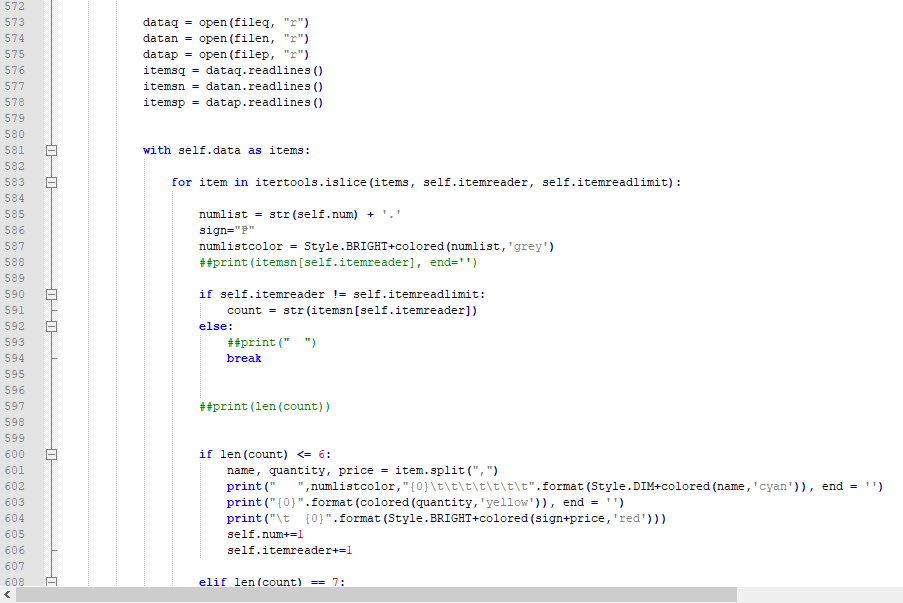 572
573 dataq = open(fileq, "r")
574 datan = open(filen, "r")
575 datap = open(filep, "r")
576 itemsq = dataq.readlines()
577 itemsn = datan.readlines()
578 itemsp = datap.readlines()
579
580
581 with self.data as items:
582
583 for item in itertools.islice(items, self.itemreader, self.itemreadlimit):
584
585 numlist = str(self.num) + '.'
586 sign="₱"
587 numlistcolor = Style.BRIGHT+colored(numlist,'grey')
588 ##print(itemsn[self.itemreader], end='')
589
590 if self.itemreader != self.itemreadlimit:
591 count = str(itemsn[self.itemreader])
592 else:
593 ##print("  ")
594 break
595
596
597 ##print(len(count))
598
599
600 if len(count) <= 6:
601 name, quantity, price = item.split(",")
602 print("   ",numlistcolor,"{0}\t\t\t\t\t\t\t".format(Style.DIM+colored(name,'cyan')), end = '')
603 print("{0}".format(colored(quantity,'yellow')), end = '')
604 print("\t  {0}".format(Style.BRIGHT+colored(sign+price,'red')))
605 self.num+=1
606 self.itemreader+=1
607
608 elif len(count) == 7: